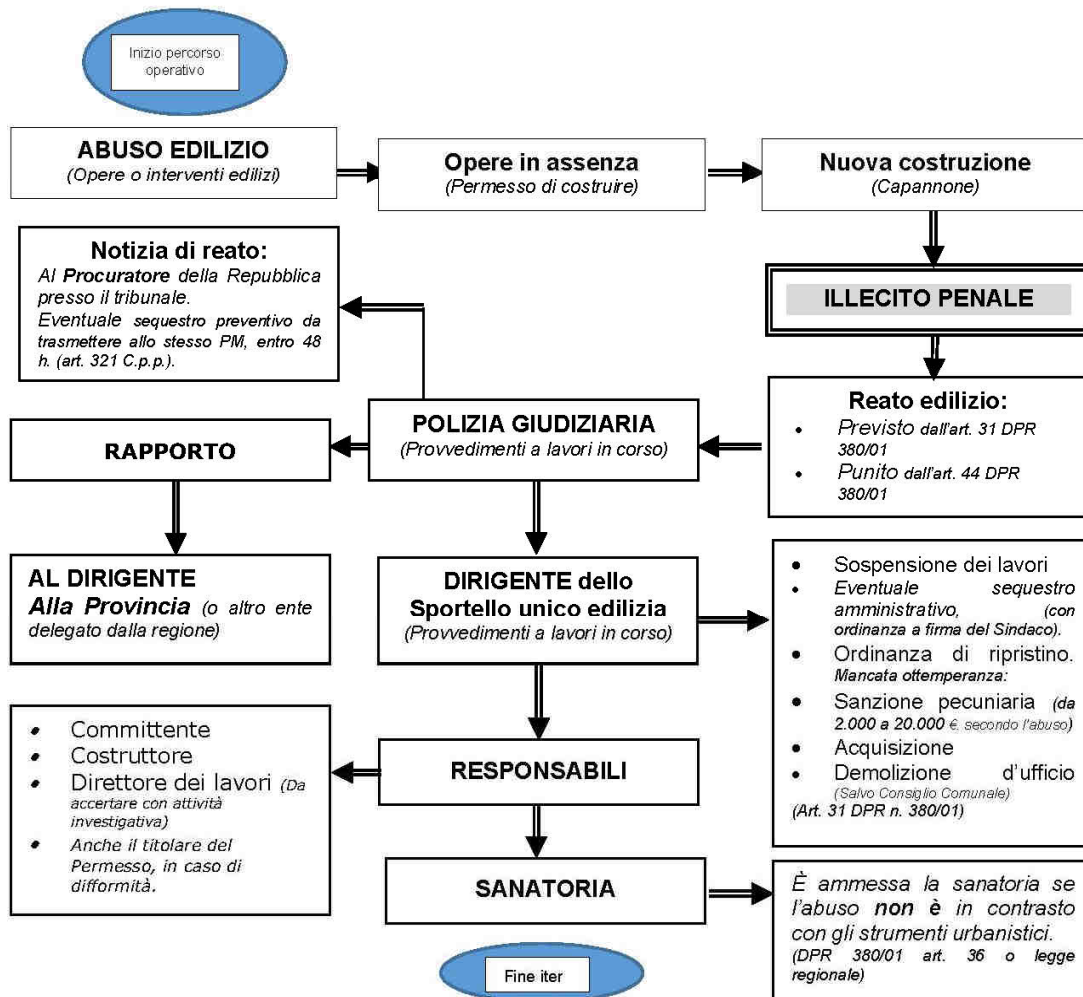 Inizio percorso
operativo
ABUSO EDILIZIO
(Opere o interventi edilizi)
Opere in assenza
(Permesso di costruire)
Nuova costruzione
(Capannone)
Notizia di reato:
Al Procuratore della Repubblica
presso il tribunale.
Eventuale sequestro preventivo da
trasmettere allo stesso PM, entro 48
h. (art. 321 C.p.p.).
ILLECITO PENALE
Reato edilizio:
• Previsto dall'art. 31 DPR
380/01
• Punito dall'art. 44 DPR
380/01
POLIZIA GIUDIZIARIA
(Provvedimenti a lavori in corso)
RAPPORTO
AL DIRIGENTE
Alla Provincia (o altro ente
delegato dalla regione)
DIRIGENTE dello
Sportello unico edilizia
(Provvedimenti a lavori in corso)
• Sospensione dei lavori
• Eventuale sequestro
amministrativo, (con
ordinanza a firma del Sindaco).
• Ordinanza di ripristino.
Mancata ottemperanza:
• Sanzione pecuniaria (da
2.000 a 20.000 €. secondo l'abuso)
• Acquisizione
• Demolizione d'ufficio
(Salvo Consiglio Comunale)
(Art. 31 DPR n. 380/01)
• Committente
• Costruttore
• Direttore dei lavori (Da
accertare con attività
investigativa)
• Anche il titolare del
Permesso, in caso di
difformità.
RESPONSABILI
SANATORIA
È ammessa la sanatoria se
l'abuso non è in contrasto
con gli strumenti urbanistici.
(DPR 380/01 art. 36 o legge
regionale)
Fine iter